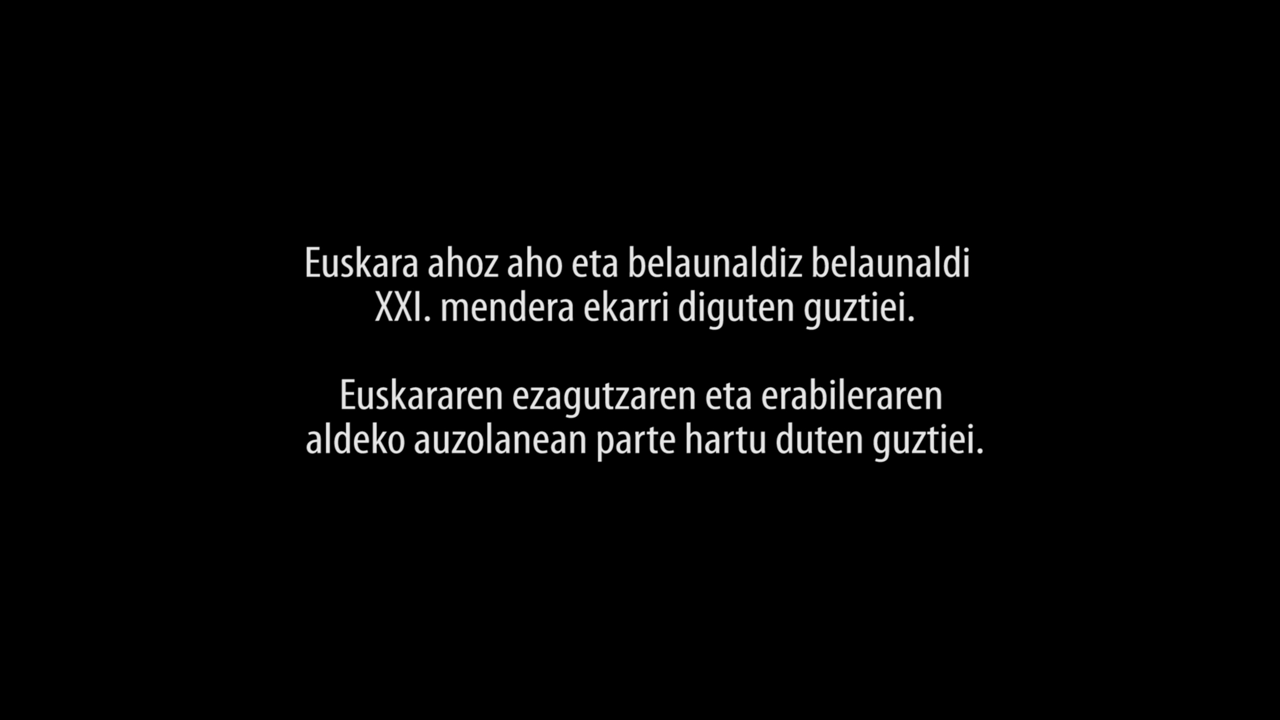 Euskara ahoz aho eta belaunaldiz belaunaldi
XXI. mendera ekarri diguten guztiei.
Euskararen ezagutzaren eta erabileraren
aldeko auzolanean parte hartu duten guztiei.